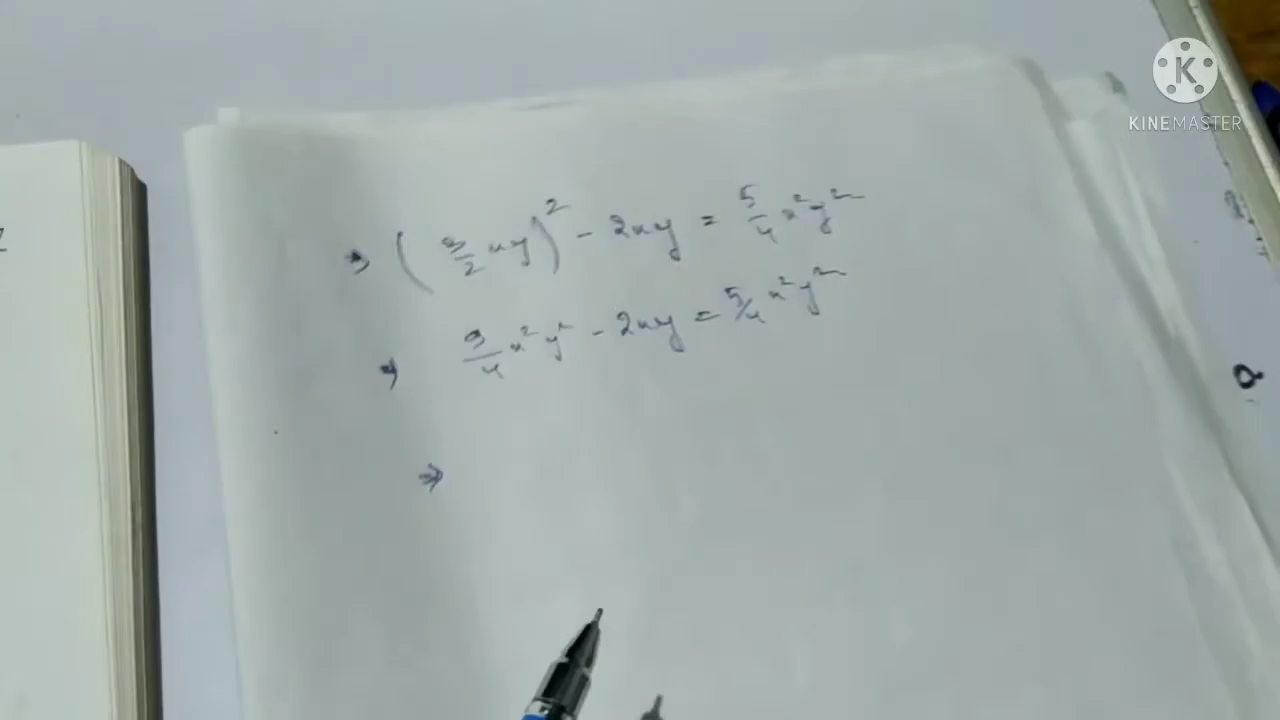 K
KINEMASTER
⇒ ( 3/2 xy )² - 2xy = 5/4 x²y²
⇒ 9/4 x²y² - 2xy = 5/4 x²y²
⇒
Q